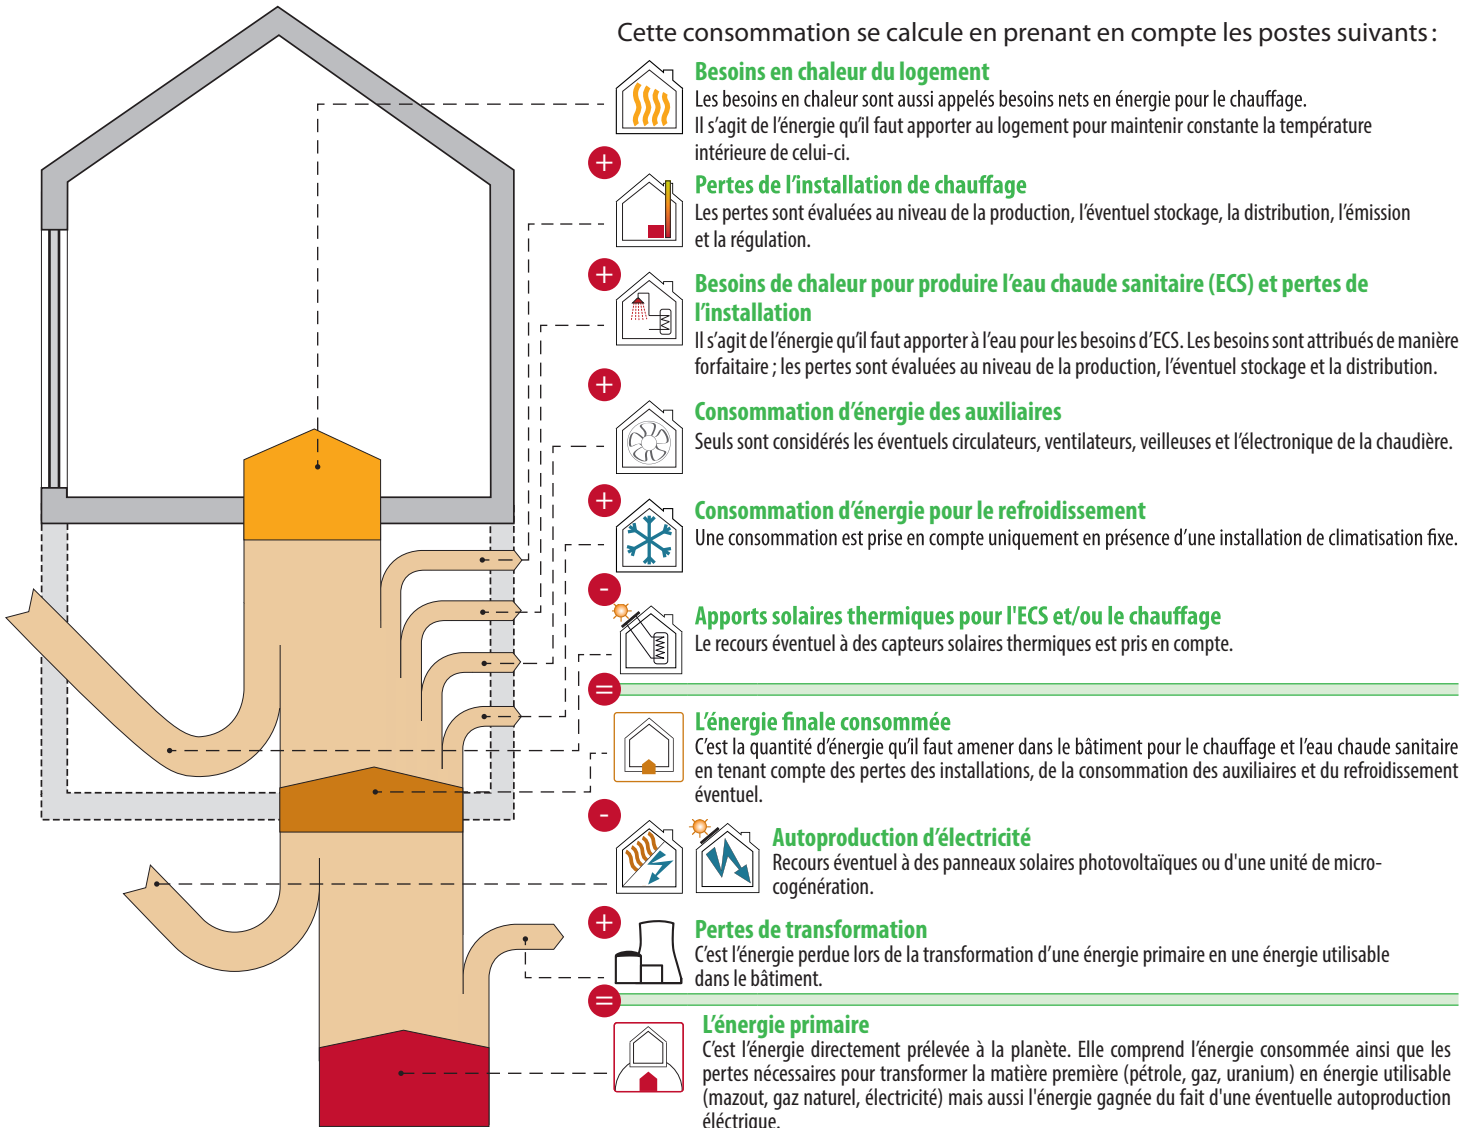 Cette consommation se calcule en prenant en compte les postes suivants :
Besoins en chaleur du logement
Les besoins en chaleur sont aussi appelés besoins nets en énergie pour le chauffage.
Il s’agit de l’énergie qu’il faut apporter au logement pour maintenir constante la température
intérieure de celui-ci.
+
Pertes de l’installation de chauffage
Les pertes sont évaluées au niveau de la production, l’éventuel stockage, la distribution, l’émission
et la régulation.
+
Besoins de chaleur pour produire l’eau chaude sanitaire (ECS) et pertes de
l’installation
Il s’agit de l’énergie qu’il faut apporter à l’eau pour les besoins d’ECS. Les besoins sont attribués de manière
forfaitaire ; les pertes sont évaluées au niveau de la production, l’éventuel stockage et la distribution.
+
Consommation d’énergie des auxiliaires
Seuls sont considérés les éventuels circulateurs, ventilateurs, veilleuses et l’électronique de la chaudière.
+
Consommation d’énergie pour le refroidissement
Une consommation est prise en compte uniquement en présence d’une installation de climatisation fixe.
-
Apports solaires thermiques pour l'ECS et/ou le chauffage
Le recours éventuel à des capteurs solaires thermiques est pris en compte.
=
L’énergie finale consommée
C’est la quantité d’énergie qu’il faut amener dans le bâtiment pour le chauffage et l’eau chaude sanitaire
en tenant compte des pertes des installations, de la consommation des auxiliaires et du refroidissement
éventuel.
-
Autoproduction d’électricité
Recours éventuel à des panneaux solaires photovoltaïques ou d'une unité de micro-
cogénération.
+
Pertes de transformation
C’est l’énergie perdue lors de la transformation d’une énergie primaire en une énergie utilisable
dans le bâtiment.
=
L’énergie primaire
C’est l’énergie directement prélevée à la planète. Elle comprend l’énergie consommée ainsi que les
pertes nécessaires pour transformer la matière première (pétrole, gaz, uranium) en énergie utilisable
(mazout, gaz naturel, électricité) mais aussi l'énergie gagnée du fait d'une éventuelle autoproduction
éléctrique.